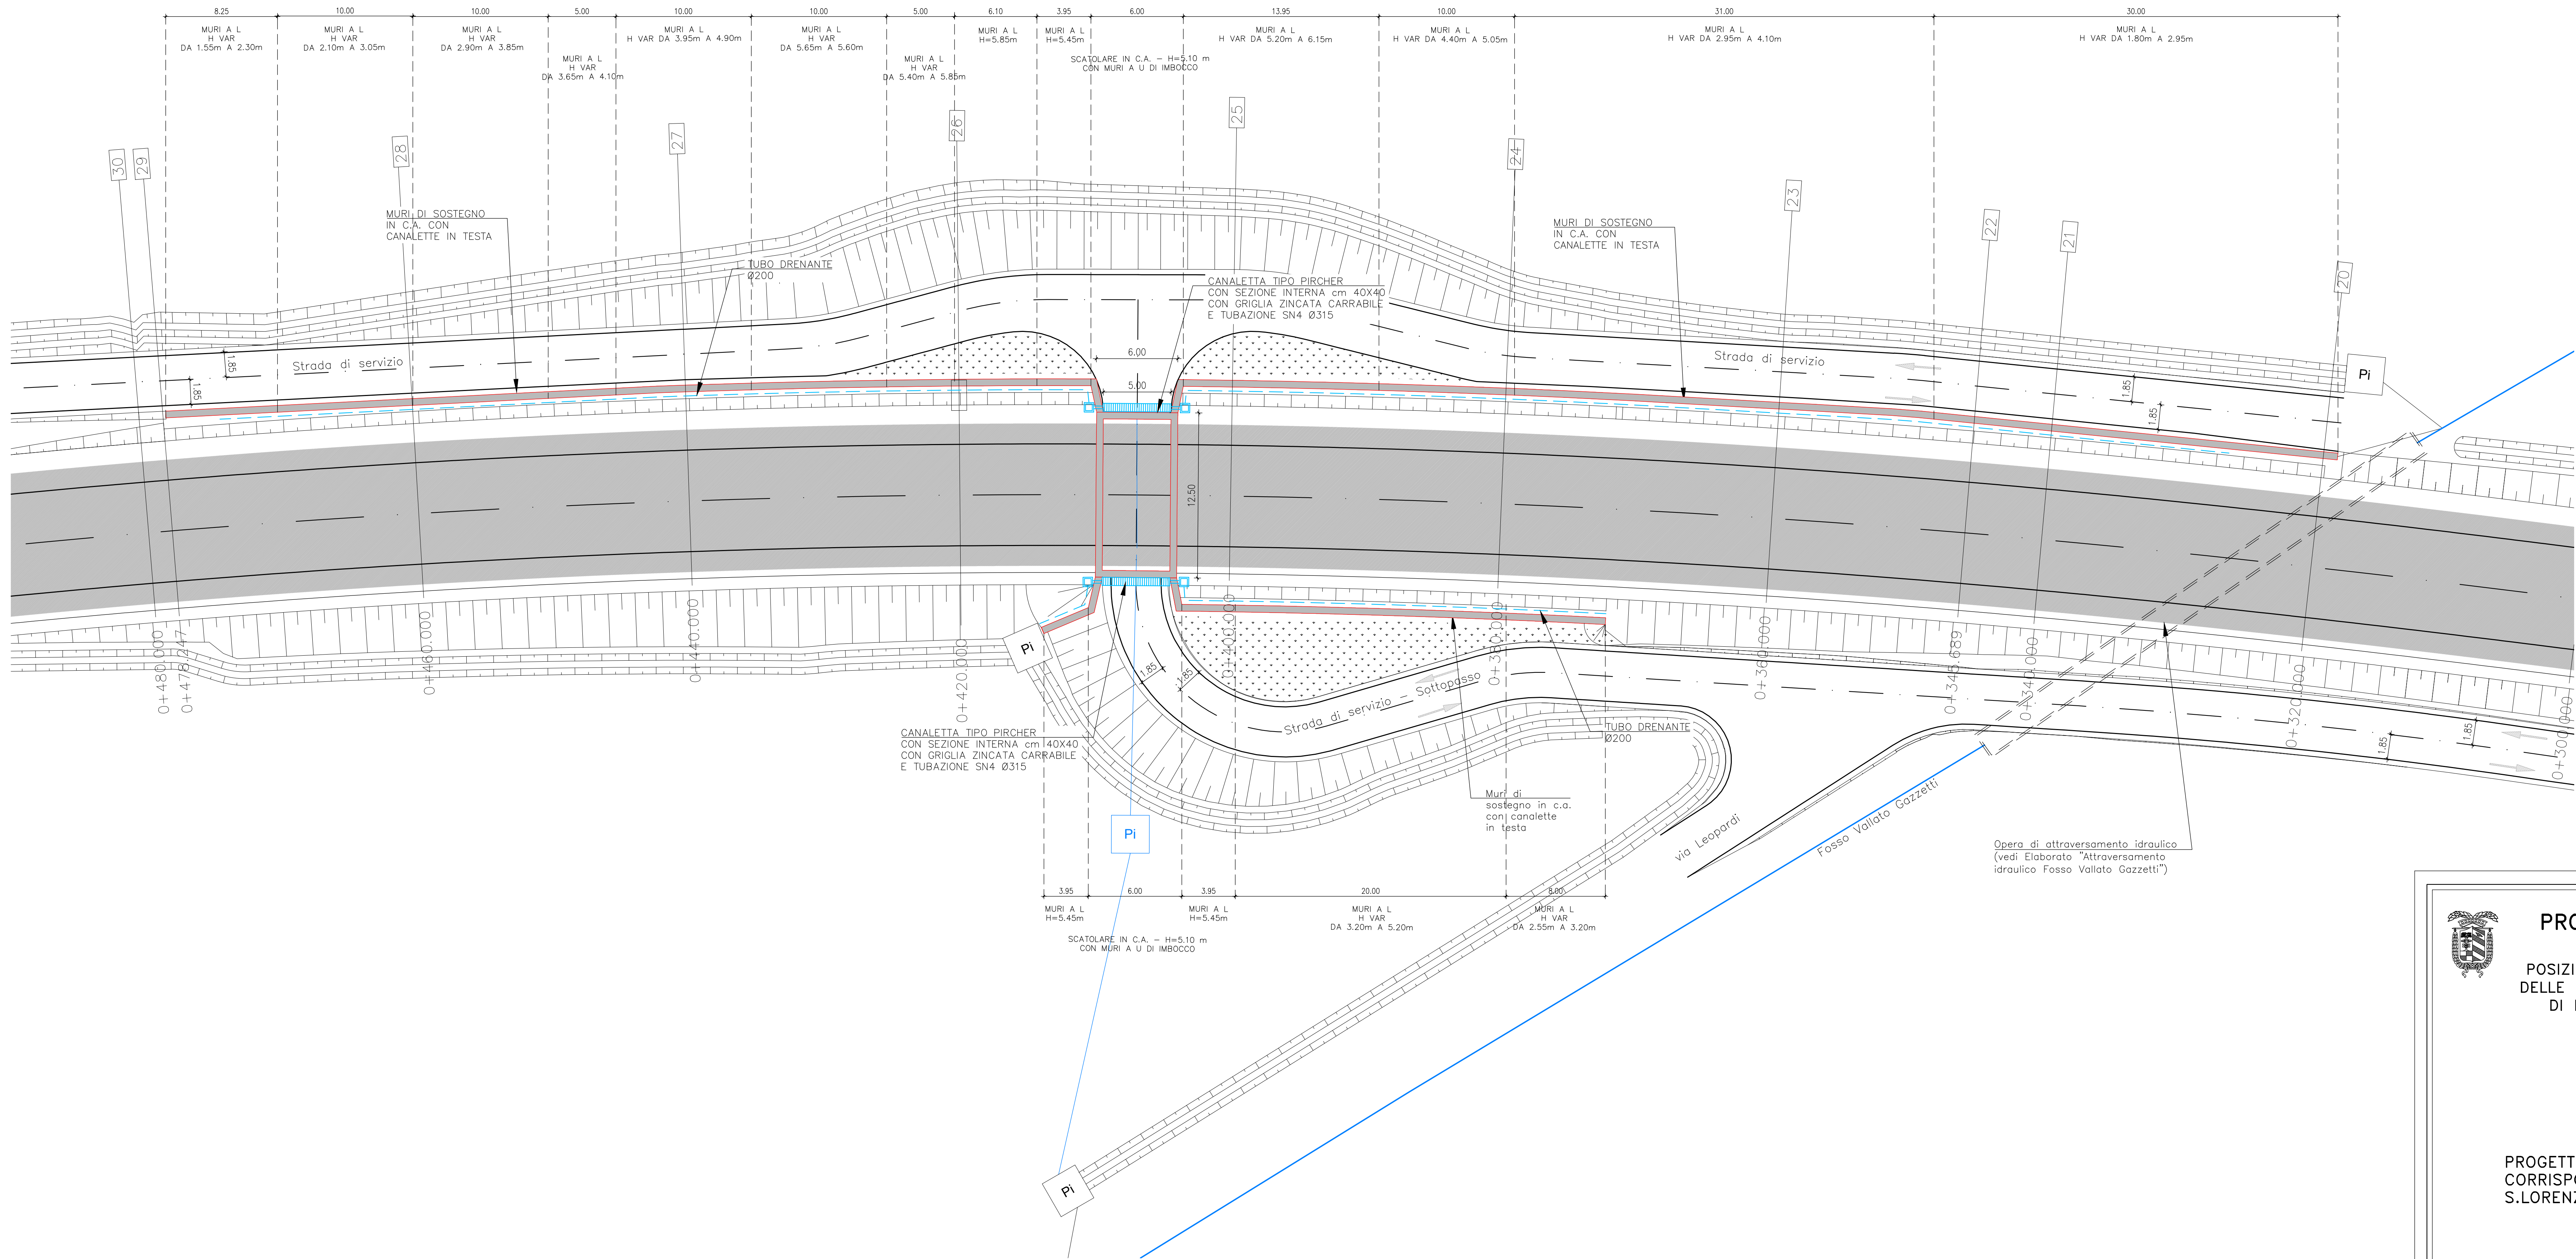 8.25 10.00 10.00 5.00 10.00 10.00 5.00 6.10 3.95 6.00 13.95 10.00 31.00 30.00
MURI A L
H VAR
DA 1.55m A 2.30m
MURI A L
H VAR
DA 2.10m A 3.05m
MURI A L
H VAR
DA 2.90m A 3.85m
MURI A L
H VAR
DA 3.65m A 4.10m
MURI A L
H VAR DA 3.95m A 4.90m
MURI A L
H VAR
DA 5.65m A 5.60m
MURI A L
H VAR
DA 5.40m A 5.85m
MURI A L
H=5.85m
MURI A L
H=5.45m
SCATOLARE IN C.A. - H=5.10 m
CON MURI A U DI IMBOCCO
MURI A L
H VAR DA 5.20m A 6.15m
MURI A L
H VAR DA 4.40m A 5.05m
MURI A L
H VAR DA 2.95m A 4.10m
MURI A L
H VAR DA 1.80m A 2.95m
30
29
28
27
26
25
24
23
22
21
20
MURI DI SOSTEGNO
IN C.A. CON
CANALETTE IN TESTA
TUBO DRENANTE
Ø200
CANALETTA TIPO PIRCHER
CON SEZIONE INTERNA cm 40X40
CON GRIGLIA ZINCATA CARRABILE
E TUBAZIONE SN4 Ø315
MURI DI SOSTEGNO
IN C.A. CON
CANALETTE IN TESTA
Strada di servizio
1.85
1.85
6.00
5.00
12.50
Strada di servizio
1.85
1.85
Pi
0+480.000
0+478.247
0+460.000
0+440.000
0+420.000
0+400.000
0+380.000
0+360.000
0+345.689
0+340.000
0+320.000
0+300.000
Pi
1.85
1.85
Strada di servizio - Sottopasso
1.85
1.85
CANALETTA TIPO PIRCHER
CON SEZIONE INTERNA cm 40X40
CON GRIGLIA ZINCATA CARRABILE
E TUBAZIONE SN4 Ø315
TUBO DRENANTE
Ø200
Muri di
sostegno in c.a.
con canalette
in testa
via Leopardi
Fosso Vallato Gazzetti
Opera di attraversamento idraulico
(vedi Elaborato "Attraversamento
idraulico Fosso Vallato Gazzetti")
Pi
3.95 6.00 3.95 20.00 8.00
MURI A L
H=5.45m
SCATOLARE IN C.A. - H=5.10 m
CON MURI A U DI IMBOCCO
MURI A L
H=5.45m
MURI A L
H VAR
DA 3.20m A 5.20m
MURI A L
H VAR
DA 2.55m A 3.20m
Pi
PRO
POSIZI
DELLE
DI
PROGETT
CORRISPO
S.LORENZ